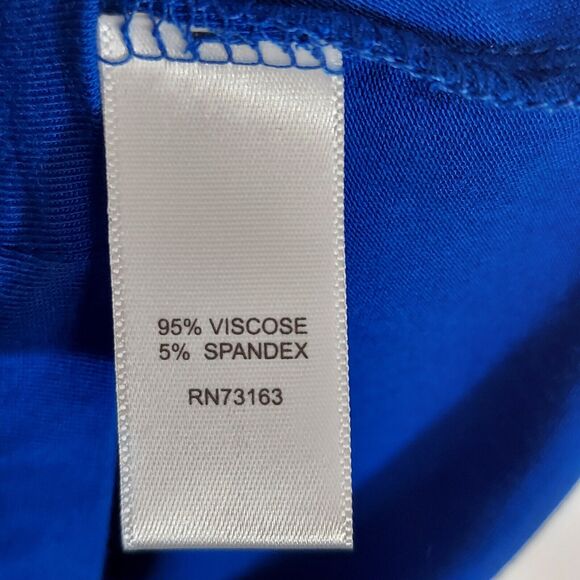 95% VISCOSE
5% SPANDEX
RN73163